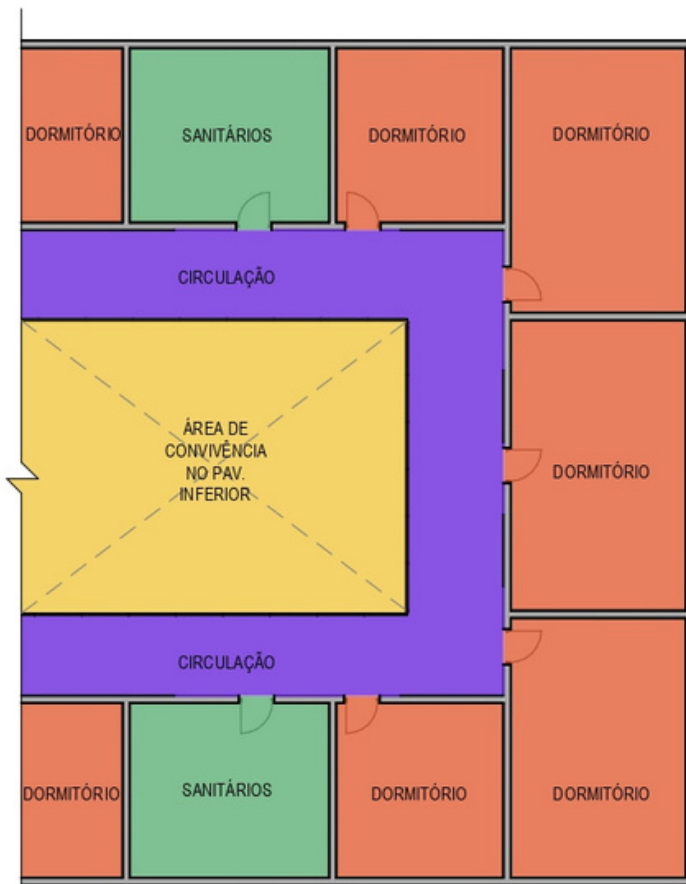 DORMITÓRIO
SANITÁRIOS
DORMITÓRIO
DORMITÓRIO
CIRCULAÇÃO
ÁREA DE
CONVIVÊNCIA
NO PAV.
INFERIOR
DORMITÓRIO
CIRCULAÇÃO
DORMITÓRIO
SANITÁRIOS
DORMITÓRIO
DORMITÓRIO